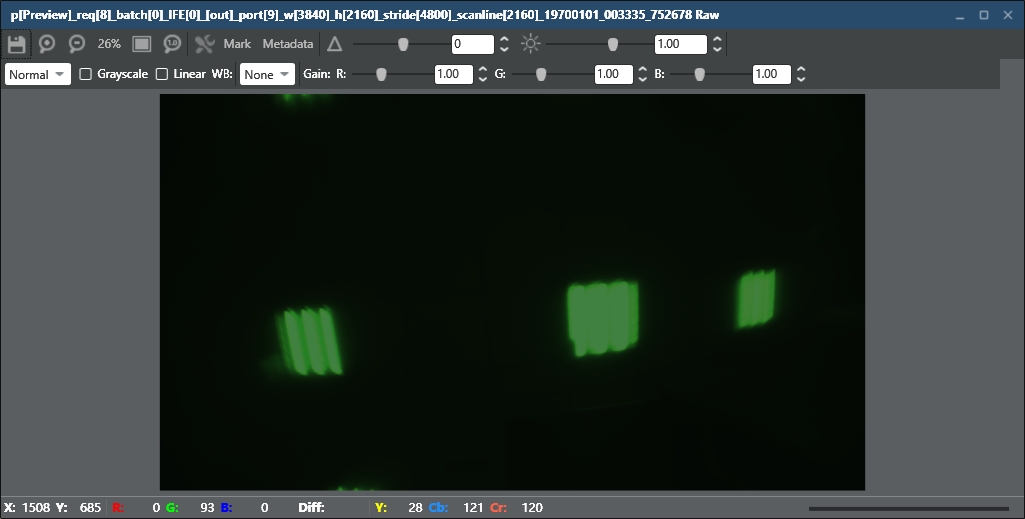 p[Preview]_req[8]_batch[0]_IFE[0]_[out]_port[9]_w[3840]_h[2160]_stride[4800]_scanline[2160]_19700101_003335_752678 Raw
26% 1.0 Mark Metadata 0 1.00
Normal Grayscale Linear WB: None Gain: R: 1.00 G: 1.00 B: 1.00
X: 1508 Y: 685 R: 0 G: 93 B: 0 Diff: Y: 28 Cb: 121 Cr: 120